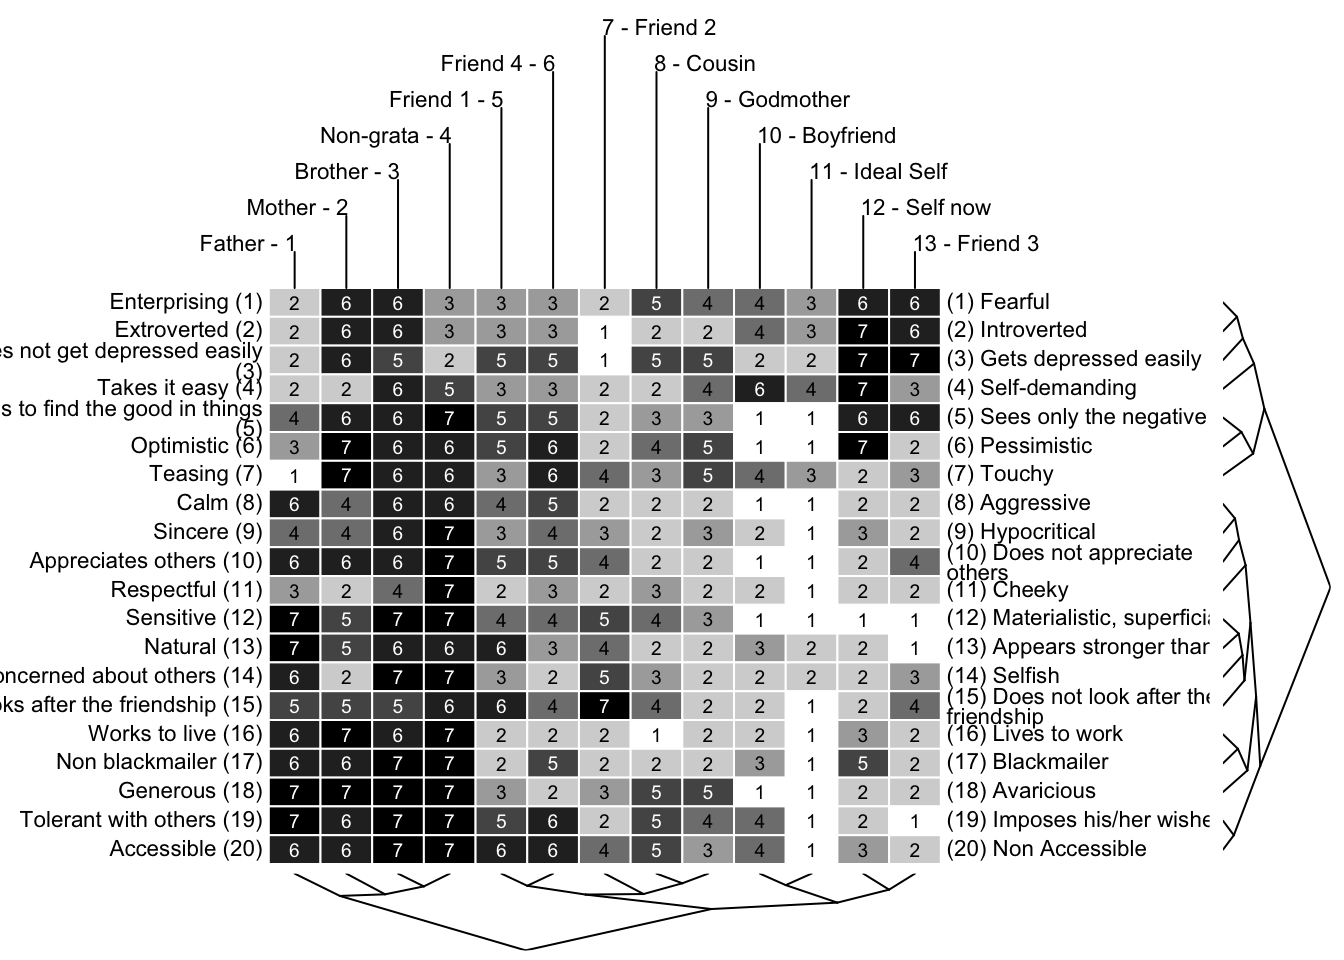 7 - Friend 2
Friend 4 - 6
8 - Cousin
Friend 1 - 5
9 - Godmother
Non-grata - 4
10 - Boyfriend
Brother - 3
11 - Ideal Self
Mother - 2
12 - Self now
Father - 1
13 - Friend 3
Enterprising (1) 2 6 6 3 3 3 2 5 4 4 3 6 6 (1) Fearful
Extroverted (2) 2 6 6 3 3 3 1 2 2 4 3 7 6 (2) Introverted
es not get depressed easily
(3) 2 6 5 2 5 5 1 5 5 2 2 7 7 (3) Gets depressed easily
Takes it easy (4) 2 2 6 5 3 3 2 2 4 6 4 7 3 (4) Self-demanding
s to find the good in things
(5) 4 6 6 7 5 5 2 3 3 1 1 6 6 (5) Sees only the negative
Optimistic (6) 3 7 6 6 5 6 2 4 5 1 1 7 2 (6) Pessimistic
Teasing (7) 1 7 6 6 3 6 4 3 5 4 3 2 3 (7) Touchy
Calm (8) 6 4 6 6 4 5 2 2 2 1 1 2 2 (8) Aggressive
Sincere (9) 4 4 6 7 3 4 3 2 3 2 1 3 2 (9) Hypocritical
Appreciates others (10) 6 6 6 7 5 5 4 2 2 1 1 2 4 (10) Does not appreciate
others
Respectful (11) 3 2 4 7 2 3 2 3 2 2 1 2 2 (11) Cheeky
Sensitive (12) 7 5 7 7 4 4 5 4 3 1 1 1 1 (12) Materialistic, superficia
Natural (13) 7 5 6 6 6 3 4 2 2 3 2 2 1 (13) Appears stronger than
oncerned about others (14) 6 2 7 7 3 2 5 3 2 2 2 2 3 (14) Selfish
oks after the friendship (15) 5 5 5 6 6 4 7 4 2 2 1 2 4 (15) Does not look after the
friendship
Works to live (16) 6 7 6 7 2 2 2 1 2 2 1 3 2 (16) Lives to work
Non blackmailer (17) 6 6 7 7 2 5 2 2 2 3 1 5 2 (17) Blackmailer
Generous (18) 7 7 7 7 3 2 3 5 5 1 1 2 2 (18) Avaricious
Tolerant with others (19) 7 6 7 7 5 6 2 5 4 4 1 2 1 (19) Imposes his/her wishe
Accessible (20) 6 6 7 7 6 6 4 5 3 4 1 3 2 (20) Non Accessible